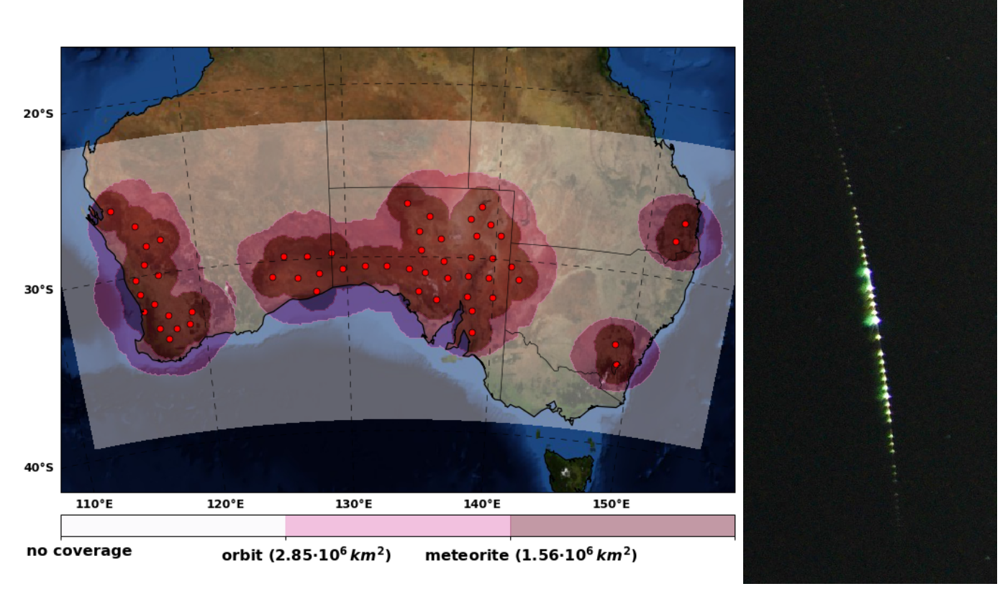 20°S
30°S
40°S
110°E 120°E 130°E 140°E 150°E
no coverage orbit (2.85·10⁶ km²) meteorite (1.56·10⁶ km²)